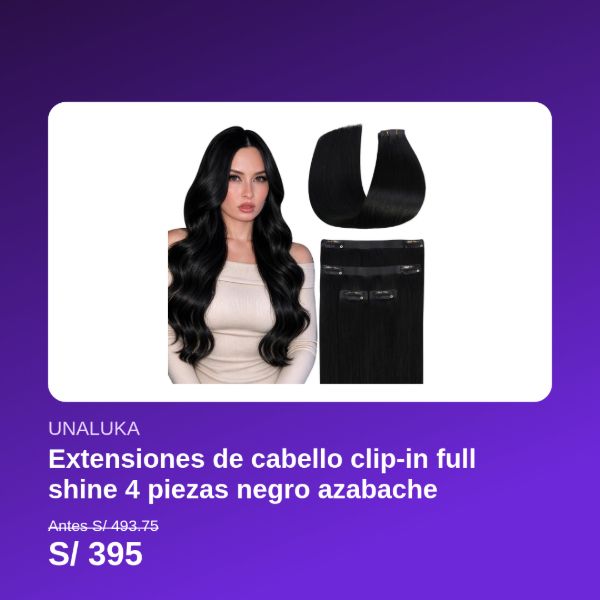 UNALUKA
Extensiones de cabello clip-in full
shine 4 piezas negro azabache
Antes S/ 493.75
S/ 395